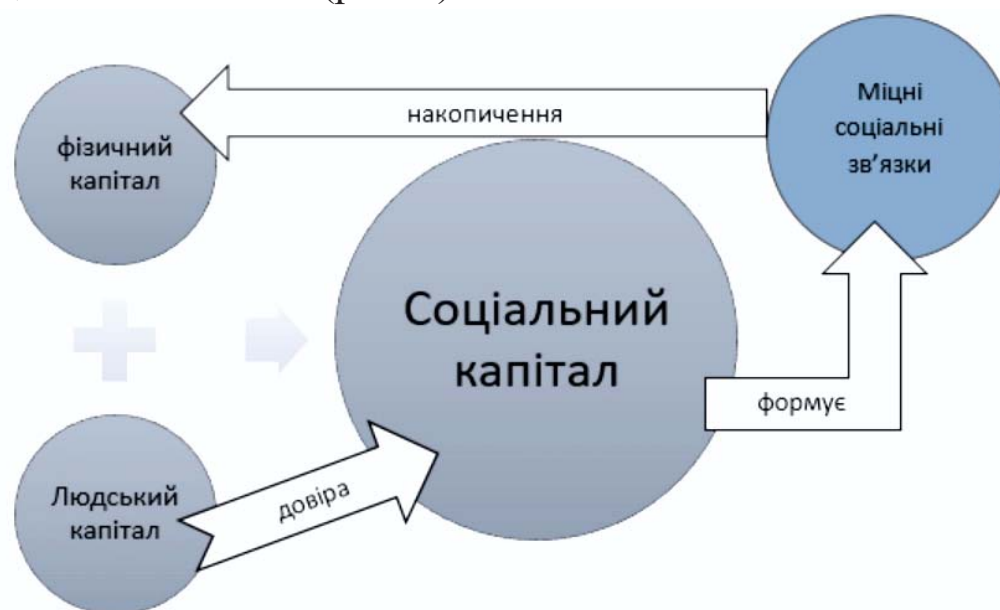 фізичний
капітал
накопичення
Міцні
соціальні
зв’язки
Соціальний
капітал
формує
Людський
капітал
довіра